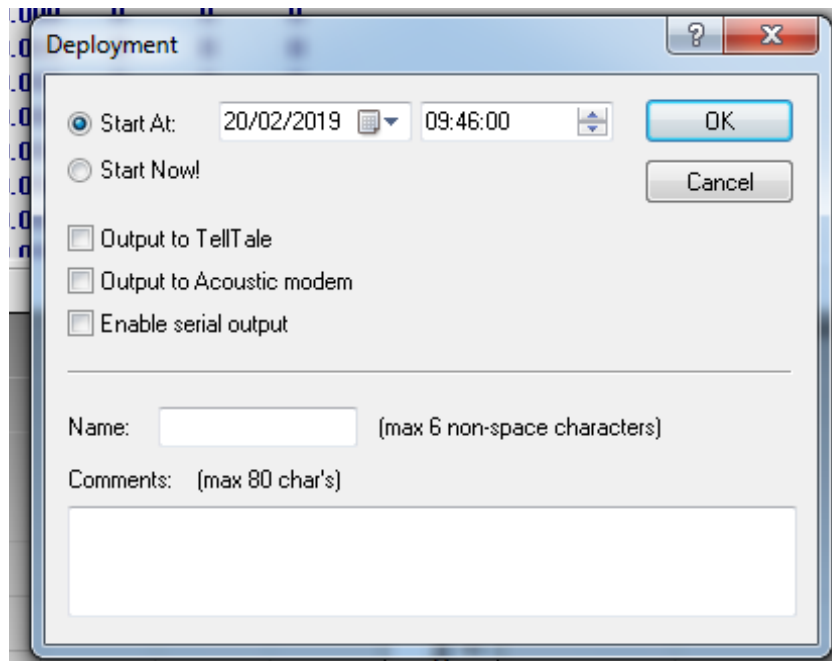 Deployment
Start At: 20/02/2019 09:46:00 OK
Start Now! Cancel
Output to TellTale
Output to Acoustic modem
Enable serial output
Name: (max 6 non-space characters)
Comments: (max 80 char's)